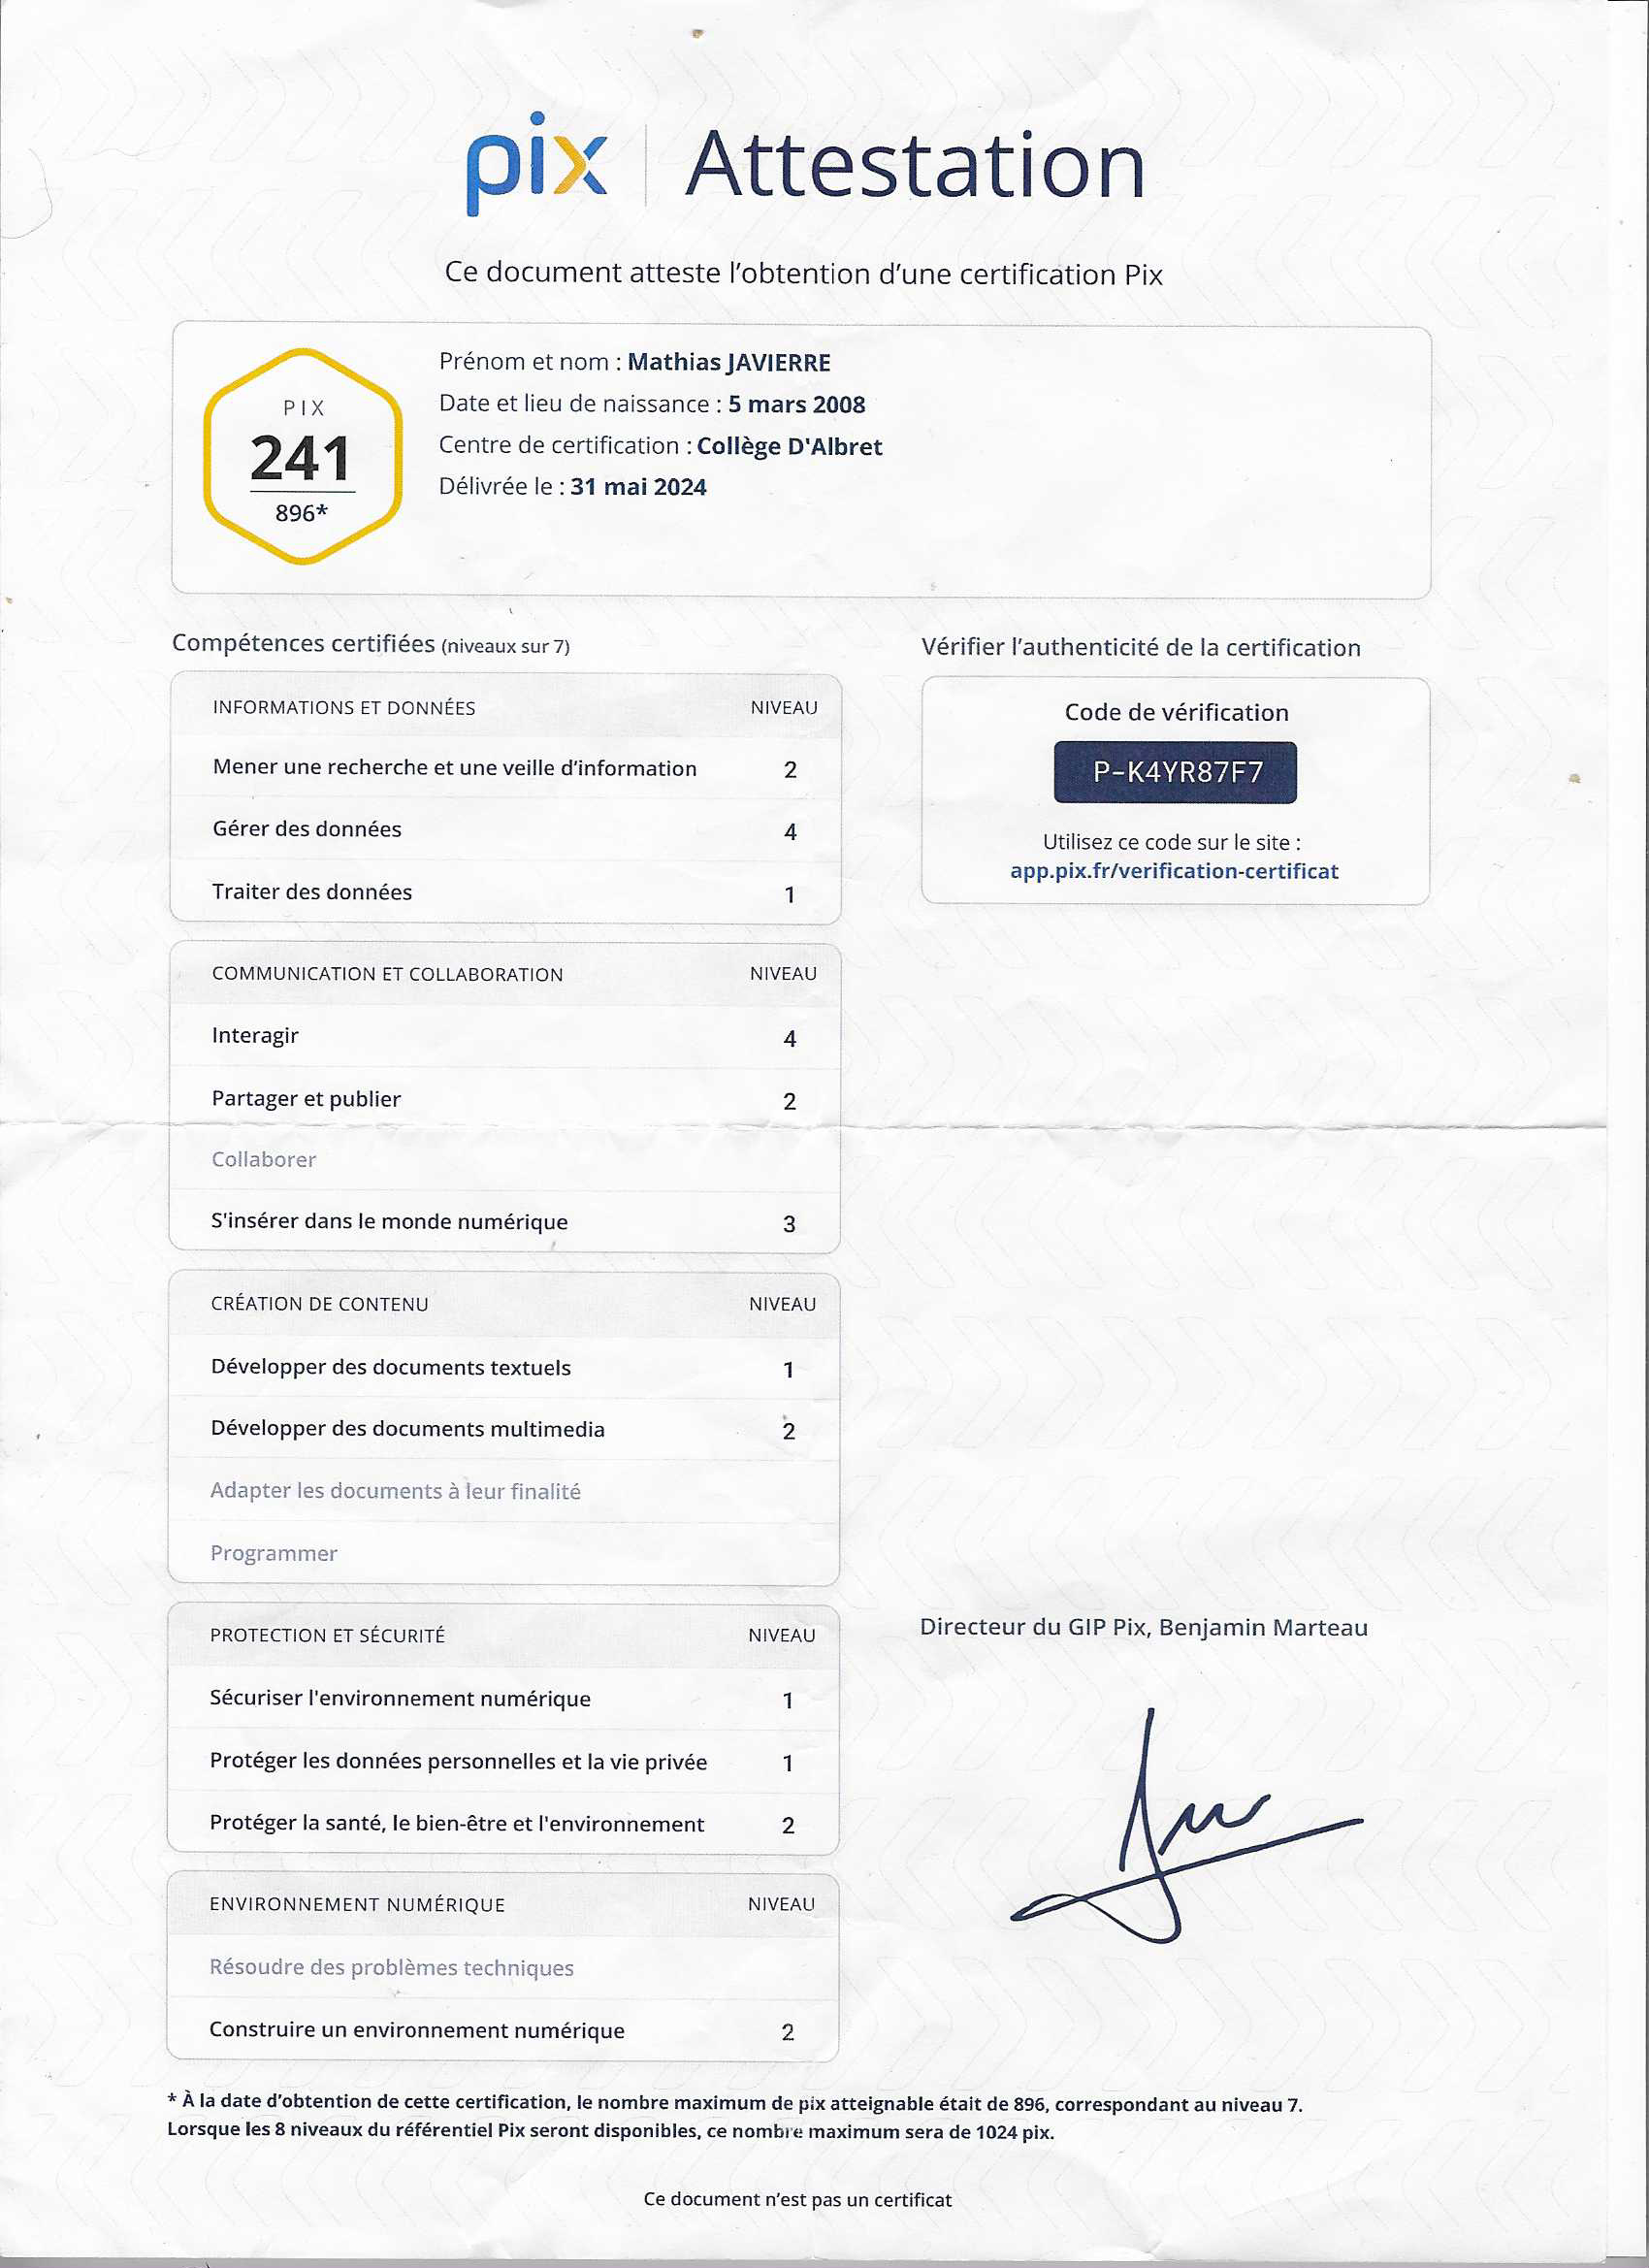 pix | Attestation
Ce document atteste l'obtention d'une certification Pix
PIX
241
896*
Prénom et nom : Mathias JAVIERRE
Date et lieu de naissance : 5 mars 2008
Centre de certification : Collège D'Albret
Délivrée le : 31 mai 2024
Compétences certifiées (niveaux sur 7)
INFORMATIONS ET DONNÉES NIVEAU
Mener une recherche et une veille d'information 2
Gérer des données 4
Traiter des données 1
COMMUNICATION ET COLLABORATION NIVEAU
Interagir 4
Partager et publier 2
Collaborer
S'insérer dans le monde numérique 3
CRÉATION DE CONTENU NIVEAU
Développer des documents textuels 1
Développer des documents multimedia 2
Adapter les documents à leur finalité
Programmer
PROTECTION ET SÉCURITÉ NIVEAU
Sécuriser l'environnement numérique 1
Protéger les données personnelles et la vie privée 1
Protéger la santé, le bien-être et l'environnement 2
ENVIRONNEMENT NUMÉRIQUE NIVEAU
Résoudre des problèmes techniques
Construire un environnement numérique 2
Vérifier l'authenticité de la certification
Code de vérification
P-K4YR87F7
Utilisez ce code sur le site :
app.pix.fr/verification-certificat
Directeur du GIP Pix, Benjamin Marteau
* À la date d'obtention de cette certification, le nombre maximum de pix atteignable était de 896, correspondant au niveau 7.
Lorsque les 8 niveaux du référentiel Pix seront disponibles, ce nombre maximum sera de 1024 pix.
Ce document n'est pas un certificat